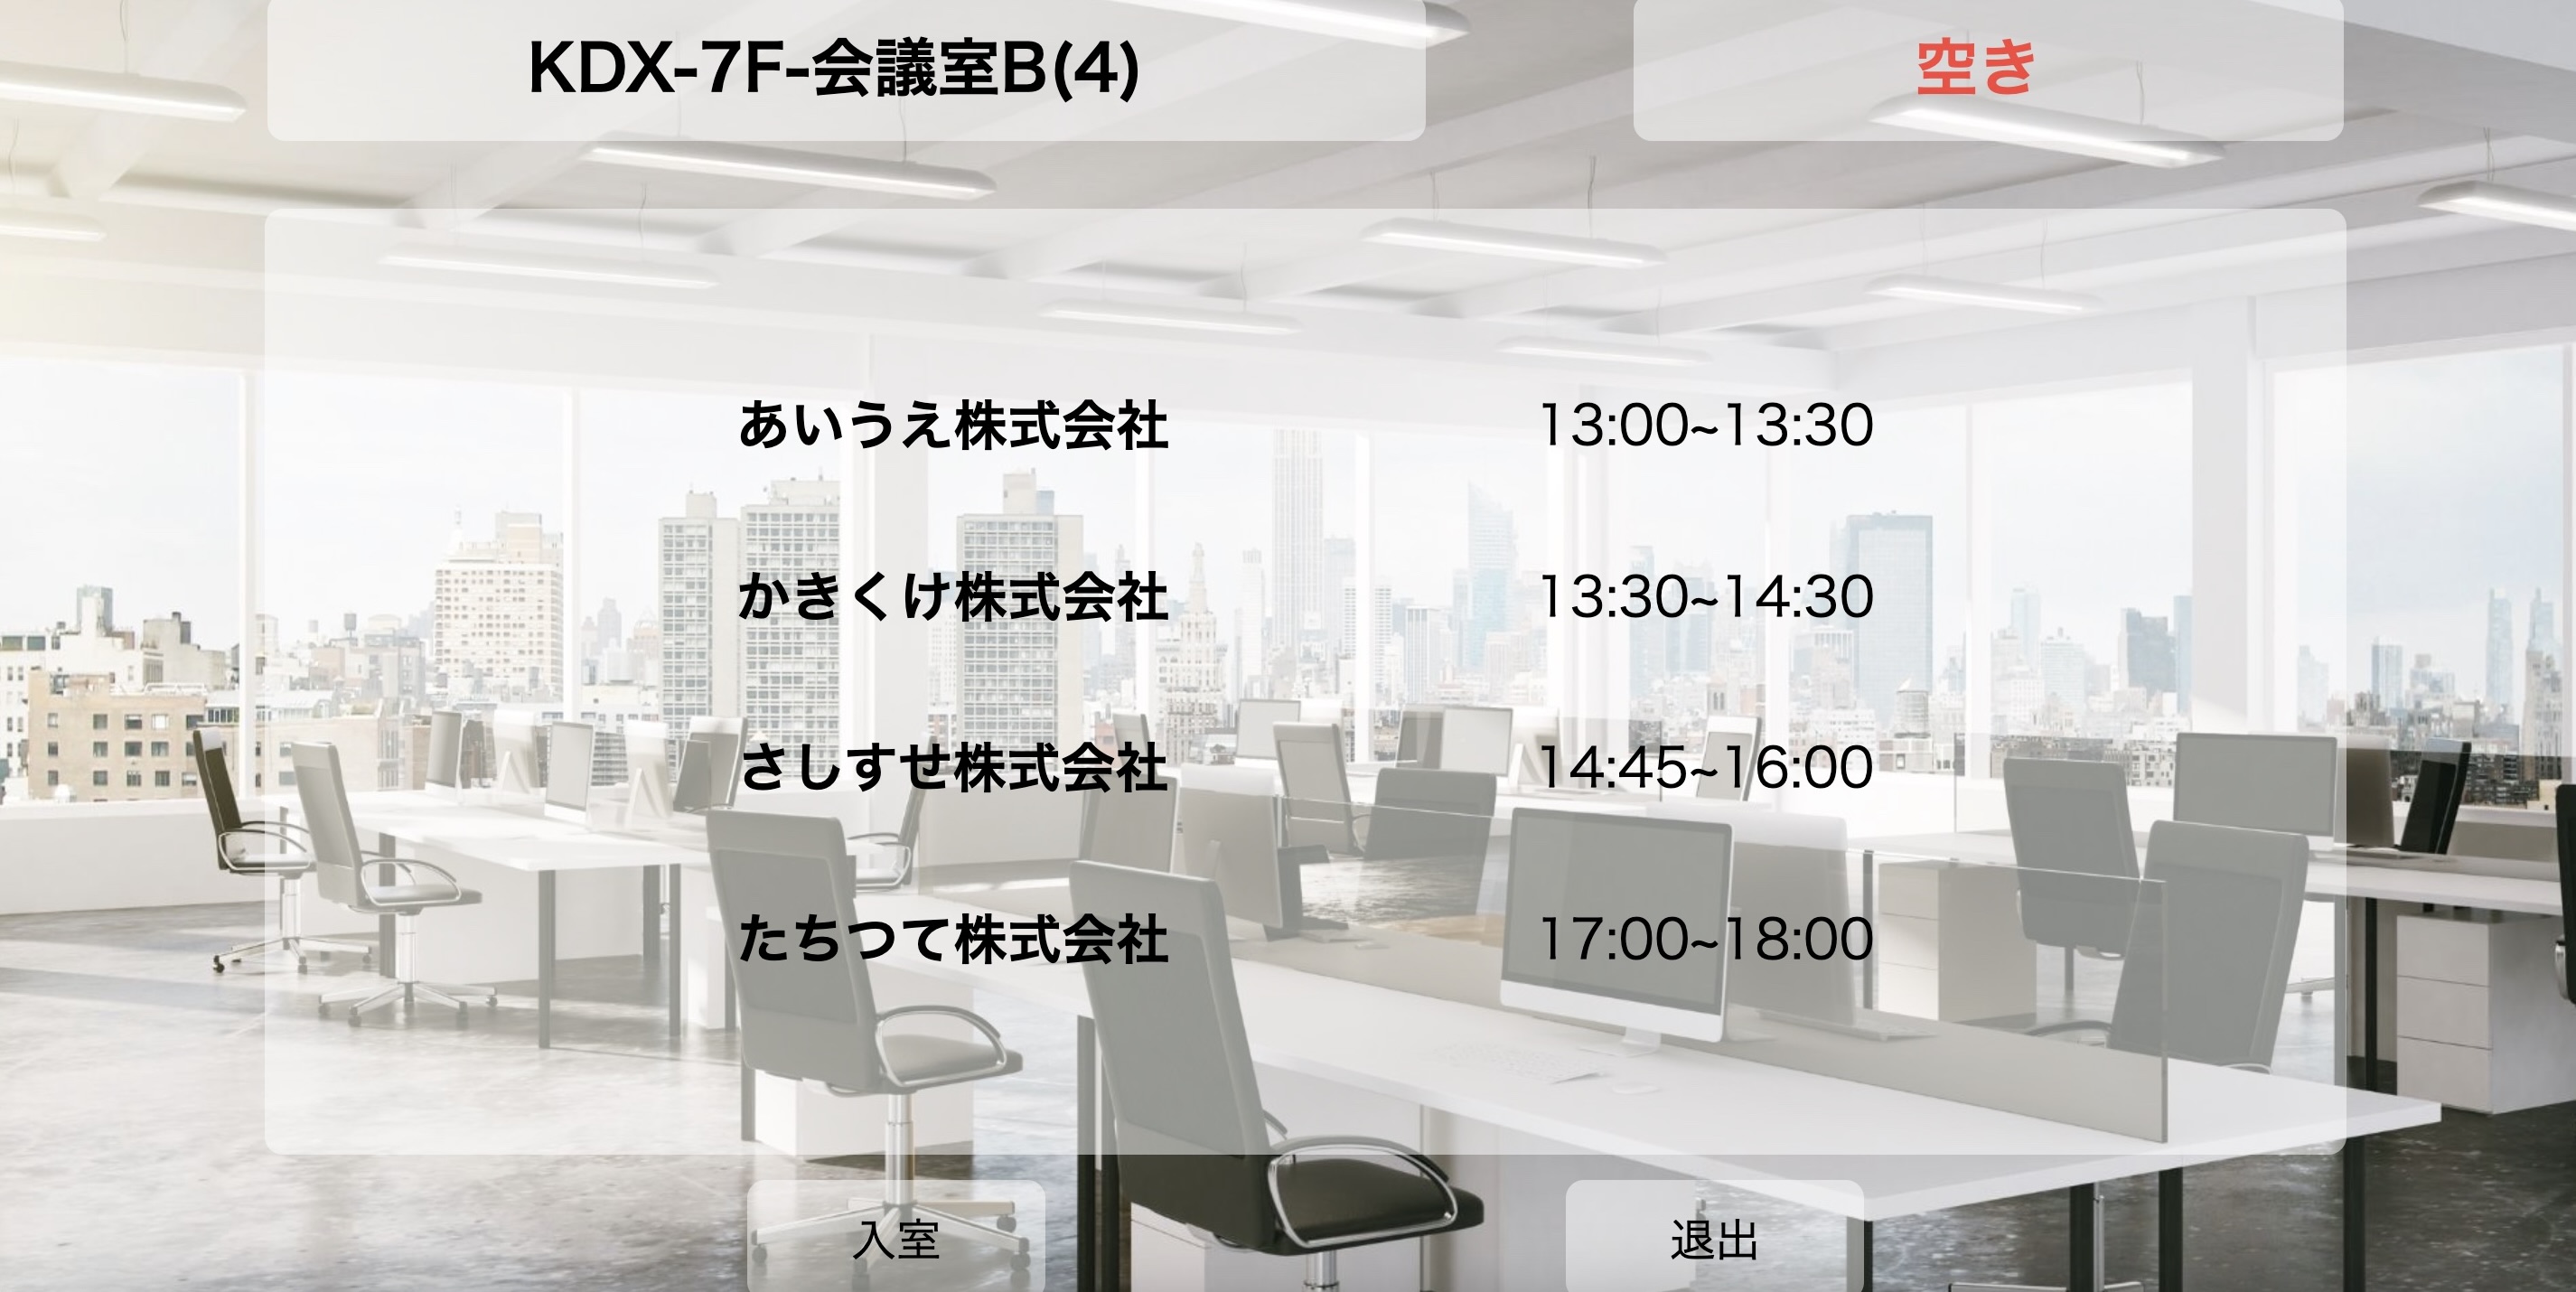 KDX-7F-会議室B(4)
空き
あいうえ株式会社 13:00~13:30
かきくけ株式会社 13:30~14:30
さしすせ株式会社 14:45~16:00
たちつて株式会社 17:00~18:00
入室
退出